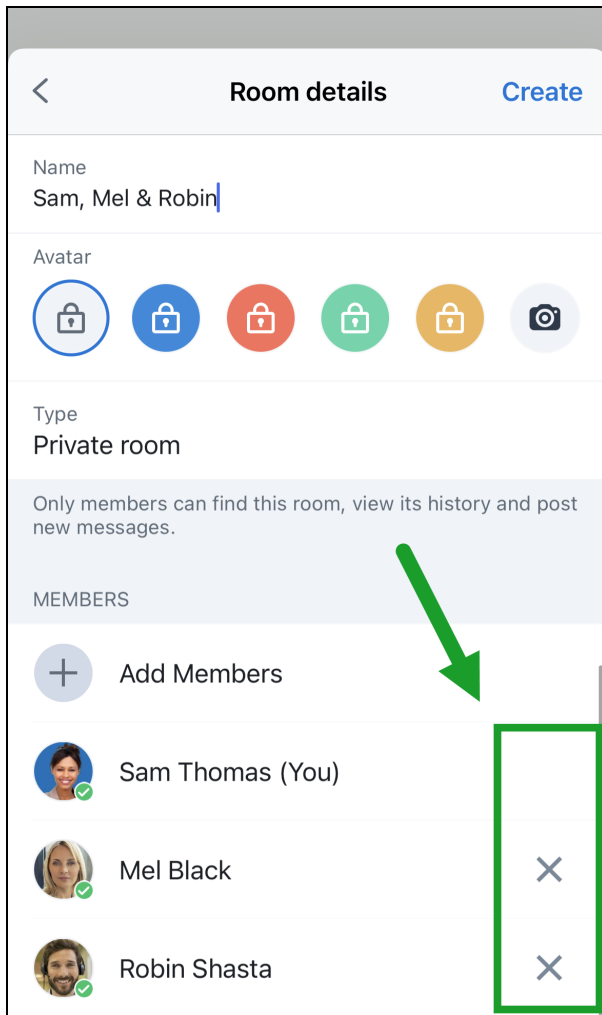 Room details
Create
Name
Sam, Mel & Robin
Avatar
Type
Private room
Only members can find this room, view its history and post
new messages.
MEMBERS
Add Members
Sam Thomas (You)
Mel Black
Robin Shasta